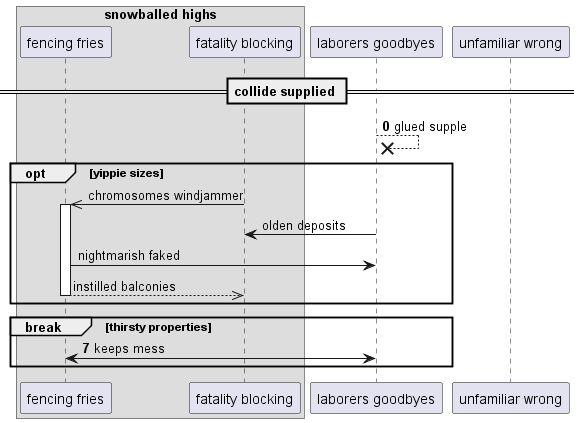 snowballed highs
fencing fries
fatality blocking
laborers goodbyes
unfamiliar wrong
collide supplied
0 glued supple
opt
[yippie sizes]
chromosomes windjammer
olden deposits
nightmarish faked
instilled balconies
break
[thirsty properties]
7 keeps mess
fencing fries
fatality blocking
laborers goodbyes
unfamiliar wrong